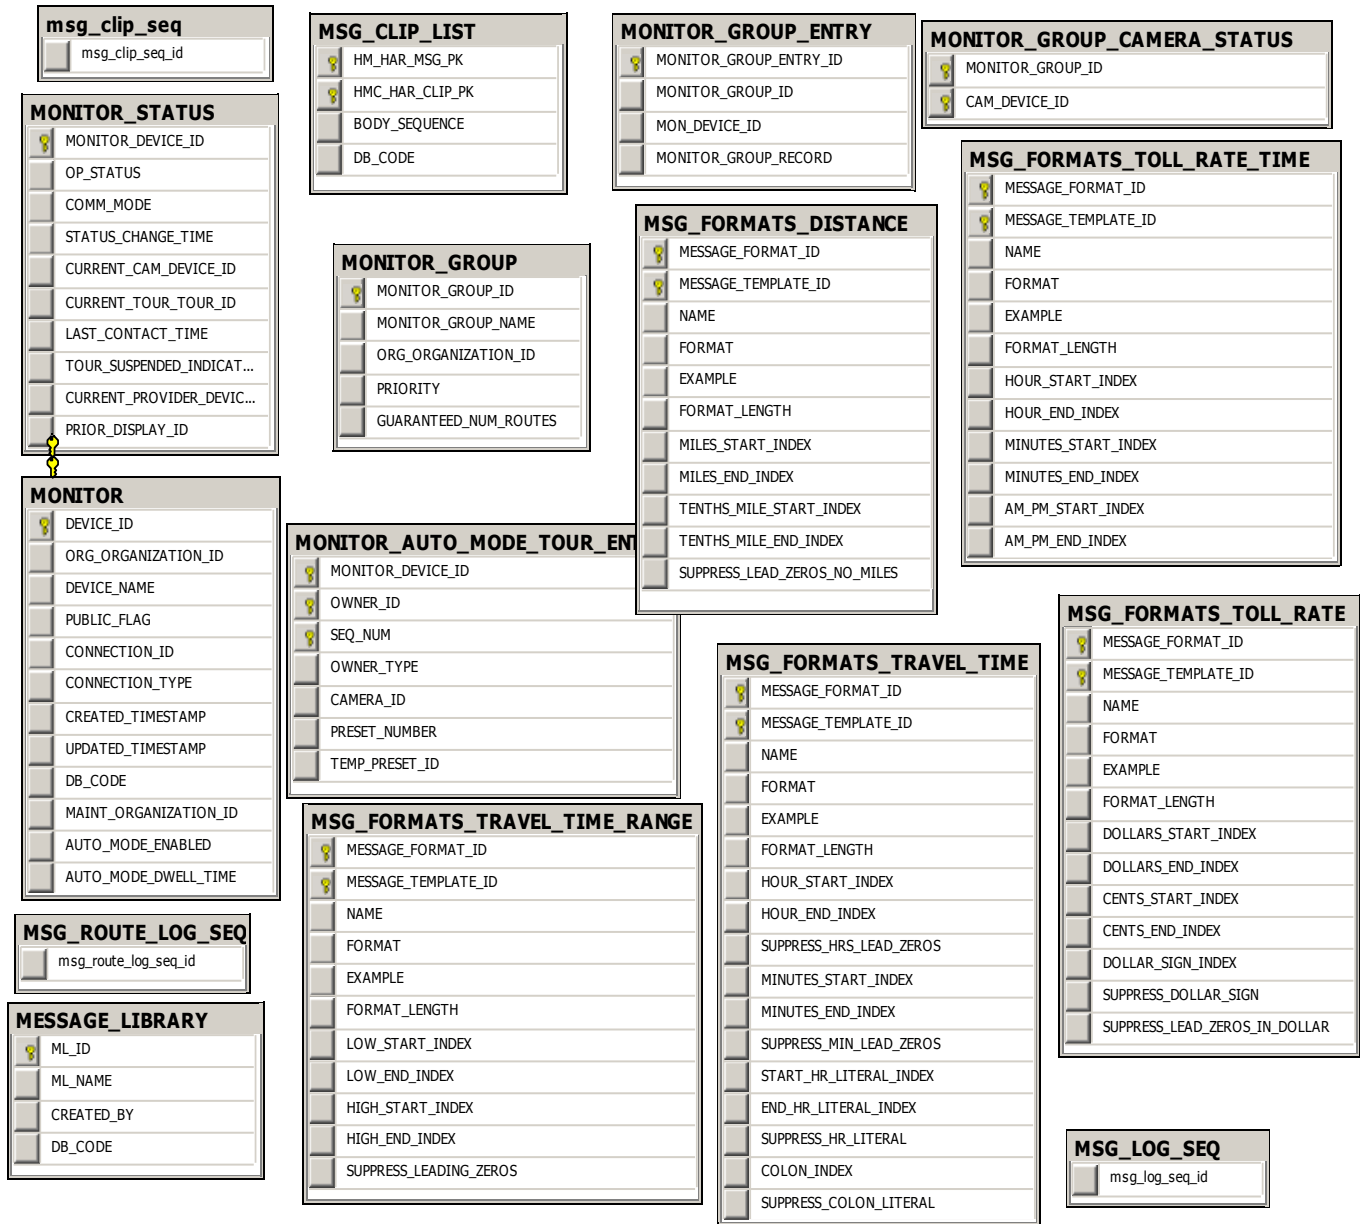 msg_clip_seq
msg_clip_seq_id
MSG_CLIP_LIST
HM_HAR_MSG_PK
HMC_HAR_CLIP_PK
BODY_SEQUENCE
DB_CODE
MONITOR_GROUP_ENTRY
MONITOR_GROUP_ENTRY_ID
MONITOR_GROUP_ID
MON_DEVICE_ID
MONITOR_GROUP_RECORD
MONITOR_GROUP_CAMERA_STATUS
MONITOR_GROUP_ID
CAM_DEVICE_ID
MONITOR_STATUS
MONITOR_DEVICE_ID
OP_STATUS
COMM_MODE
STATUS_CHANGE_TIME
CURRENT_CAM_DEVICE_ID
CURRENT_TOUR_TOUR_ID
LAST_CONTACT_TIME
TOUR_SUSPENDED_INDICAT...
CURRENT_PROVIDER_DEVIC...
PRIOR_DISPLAY_ID
MONITOR_GROUP
MONITOR_GROUP_ID
MONITOR_GROUP_NAME
ORG_ORGANIZATION_ID
PRIORITY
GUARANTEED_NUM_ROUTES
MSG_FORMATS_DISTANCE
MESSAGE_FORMAT_ID
MESSAGE_TEMPLATE_ID
NAME
FORMAT
EXAMPLE
FORMAT_LENGTH
MILES_START_INDEX
MILES_END_INDEX
TENTHS_MILE_START_INDEX
TENTHS_MILE_END_INDEX
SUPPRESS_LEAD_ZEROS_NO_MILES
MSG_FORMATS_TOLL_RATE_TIME
MESSAGE_FORMAT_ID
MESSAGE_TEMPLATE_ID
NAME
FORMAT
EXAMPLE
FORMAT_LENGTH
HOUR_START_INDEX
HOUR_END_INDEX
MINUTES_START_INDEX
MINUTES_END_INDEX
AM_PM_START_INDEX
AM_PM_END_INDEX
MONITOR
DEVICE_ID
ORG_ORGANIZATION_ID
DEVICE_NAME
PUBLIC_FLAG
CONNECTION_ID
CONNECTION_TYPE
CREATED_TIMESTAMP
UPDATED_TIMESTAMP
DB_CODE
MAINT_ORGANIZATION_ID
AUTO_MODE_ENABLED
AUTO_MODE_DWELL_TIME
MONITOR_AUTO_MODE_TOUR_EN
MONITOR_DEVICE_ID
OWNER_ID
SEQ_NUM
OWNER_TYPE
CAMERA_ID
PRESET_NUMBER
TEMP_PRESET_ID
MSG_FORMATS_TRAVEL_TIME_RANGE
MESSAGE_FORMAT_ID
MESSAGE_TEMPLATE_ID
NAME
FORMAT
EXAMPLE
FORMAT_LENGTH
LOW_START_INDEX
LOW_END_INDEX
HIGH_START_INDEX
HIGH_END_INDEX
SUPPRESS_LEADING_ZEROS
MSG_FORMATS_TRAVEL_TIME
MESSAGE_FORMAT_ID
MESSAGE_TEMPLATE_ID
NAME
FORMAT
EXAMPLE
FORMAT_LENGTH
HOUR_START_INDEX
HOUR_END_INDEX
SUPPRESS_HRS_LEAD_ZEROS
MINUTES_START_INDEX
MINUTES_END_INDEX
SUPPRESS_MIN_LEAD_ZEROS
START_HR_LITERAL_INDEX
END_HR_LITERAL_INDEX
SUPPRESS_HR_LITERAL
COLON_INDEX
SUPPRESS_COLON_LITERAL
MSG_FORMATS_TOLL_RATE
MESSAGE_FORMAT_ID
MESSAGE_TEMPLATE_ID
NAME
FORMAT
EXAMPLE
FORMAT_LENGTH
DOLLARS_START_INDEX
DOLLARS_END_INDEX
CENTS_START_INDEX
CENTS_END_INDEX
DOLLAR_SIGN_INDEX
SUPPRESS_DOLLAR_SIGN
SUPPRESS_LEAD_ZEROS_IN_DOLLAR
MSG_ROUTE_LOG_SEQ
msg_route_log_seq_id
MESSAGE_LIBRARY
ML_ID
ML_NAME
CREATED_BY
DB_CODE
MSG_LOG_SEQ
msg_log_seq_id